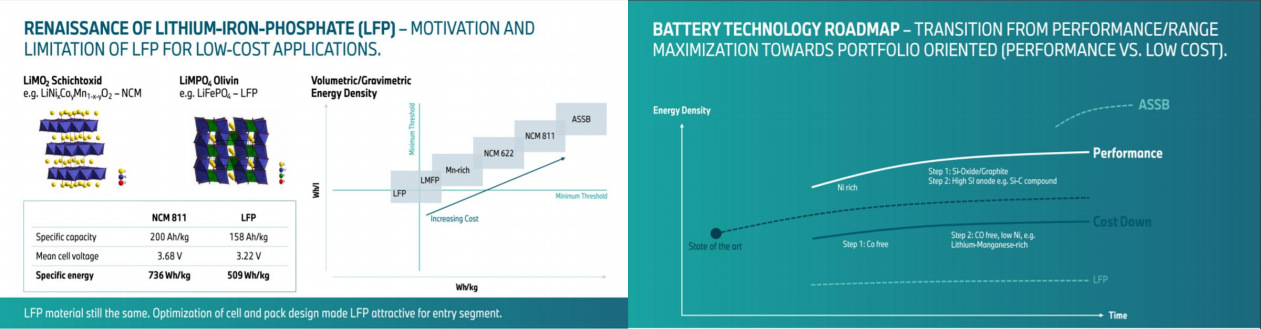 RENAISSANCE OF LITHIUM-IRON-PHOSPHATE (LFP) – MOTIVATION AND
LIMITATION OF LFP FOR LOW-COST APPLICATIONS.
LiMO₂ Schichtoxid
e.g. LiNiₓCoᵧMn₁₋ₓ₋ᵧO₂ – NCM
LiMPO₄ Olivin
e.g. LiFePO₄ – LFP
Volumetric/Gravimetric
Energy Density
Wh/l
Minimum Threshold
ASSB
NCM 811
NCM 622
Mn-rich
LMFP
LFP
Minimum Threshold
Increasing Cost
Wh/kg
NCM 811 LFP
Specific capacity 200 Ah/kg 158 Ah/kg
Mean cell voltage 3.68 V 3.22 V
Specific energy 736 Wh/kg 509 Wh/kg
LFP material still the same. Optimization of cell and pack design made LFP attractive for entry segment.
BATTERY TECHNOLOGY ROADMAP – TRANSITION FROM PERFORMANCE/RANGE
MAXIMIZATION TOWARDS PORTFOLIO ORIENTED (PERFORMANCE VS. LOW COST).
Energy Density
ASSB
Performance
Ni rich
Step 1: Si-Oxide/Graphite
Step 2: High SI anode e.g. Si-C compound
State of the art
Cost Down
Step 1: Co free
Step 2: CO free, low Ni, e.g.
Lithium-Manganese-rich
LFP
Time